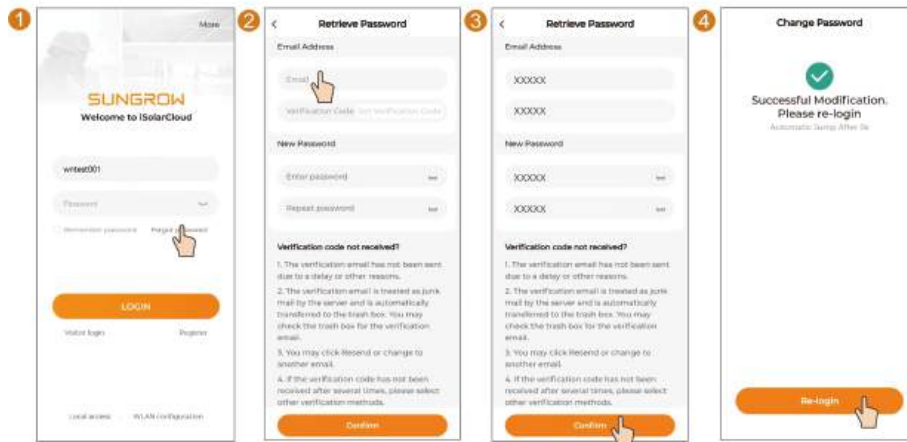 1
More
SUNGROW
Welcome to iSolarCloud
wntest001
Password
Remember password Forgot password
LOGIN
Visitor login Register
Local access WLAN configuration
2
Retrieve Password
Email Address
Email
Verification Code Get Verification Code
New Password
Enter password
Repeat password
Verification code not received?
1. The verification email has not been sent
due to a delay or other reasons.
2. The verification email is treated as junk
mail by the server and is automatically
transferred to the trash box. You may
check the trash box for the verification
email.
3. You may click Resend or change to
another email.
4. If the verification code has not been
received after several times, please select
other verification methods.
Confirm
3
Retrieve Password
Email Address
XXXXX
XXXXX
New Password
XXXXX
XXXXX
Verification code not received?
1. The verification email has not been sent
due to a delay or other reasons.
2. The verification email is treated as junk
mail by the server and is automatically
transferred to the trash box. You may
check the trash box for the verification
email.
3. You may click Resend or change to
another email.
4. If the verification code has not been
received after several times, please select
other verification methods.
Confirm
4
Change Password
Successful Modification.
Please re-login
Automatic Jump After 5s
Re-login